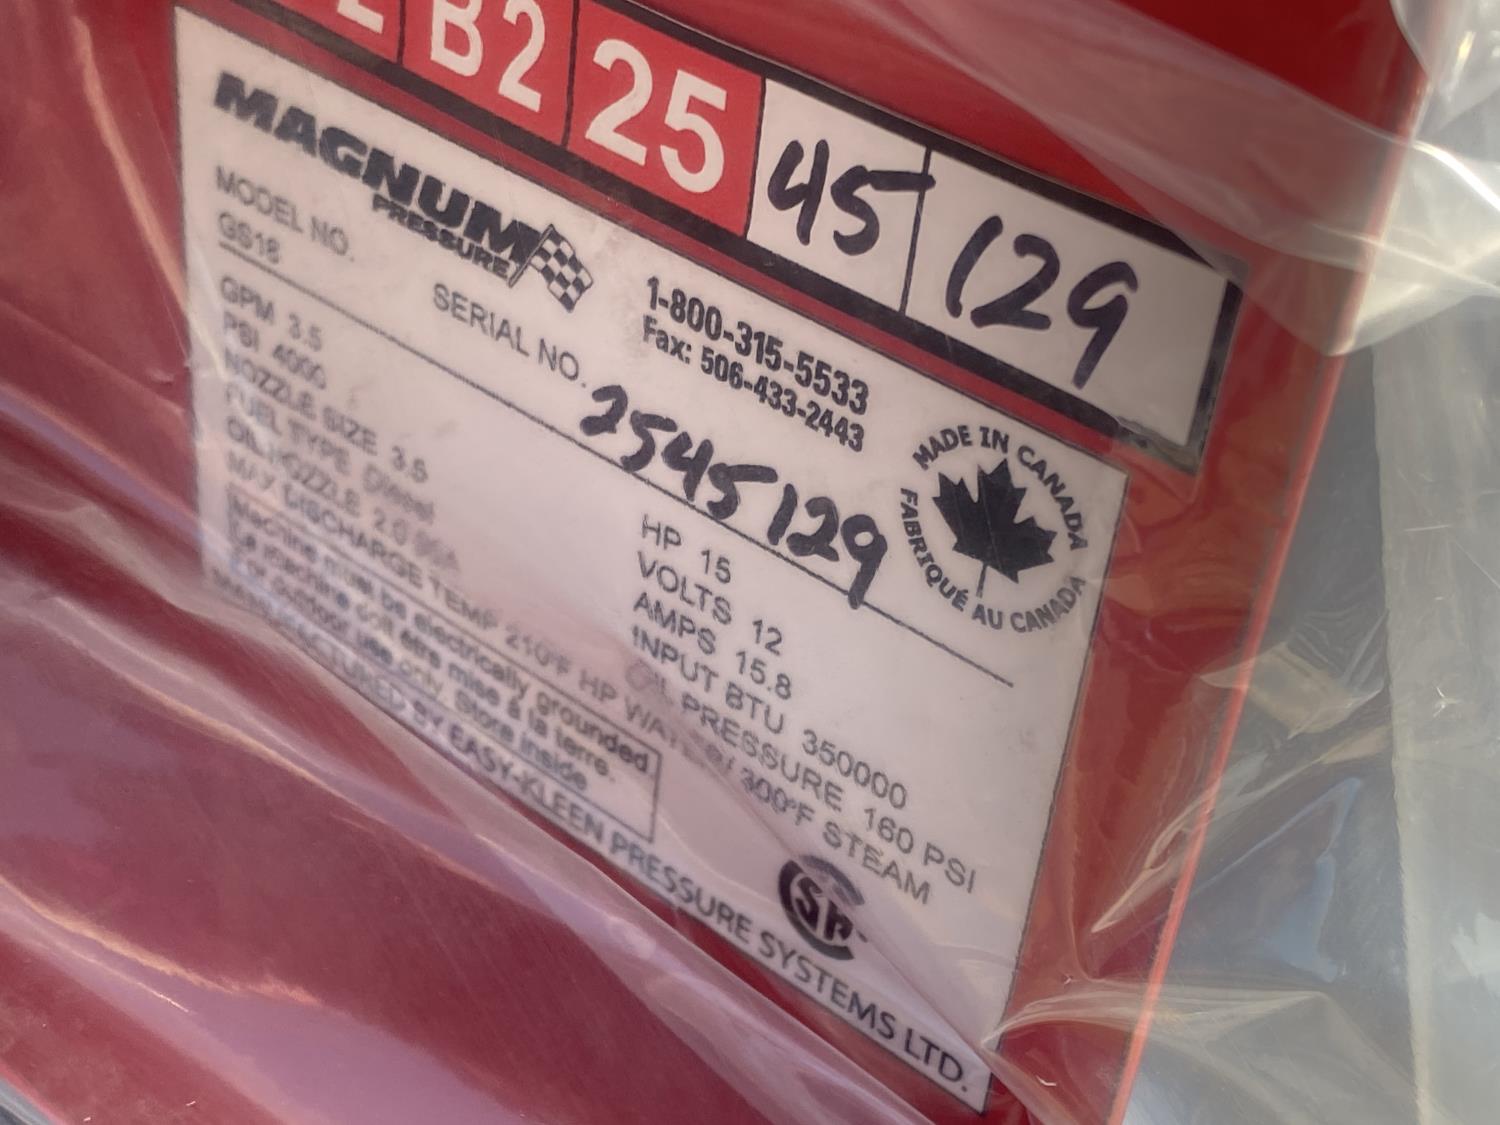 B2 25 45 129
MAGNUM
PRESSURE
1-800-315-5533
Fax: 506-433-2443
MODEL NO.
GS18
SERIAL NO.
2545129
MADE IN CANADA
FABRIQUÉ AU CANADA
GPM 3.5
PSI 4000
NOZZLE SIZE 3.5
FUEL TYPE Diesel
OIL NOZZLE 2.0
MAX DISCHARGE TEMP 210°F HP WATER/ 300°F STEAM
HP 15
VOLTS 12
AMPS 15.8
INPUT BTU 350000
OIL PRESSURE 160 PSI
Machine must be electrically grounded
La machine doit être mise à la terre.
For outdoor use only. Store inside
MANUFACTURED BY EASY-KLEEN PRESSURE SYSTEMS LTD.